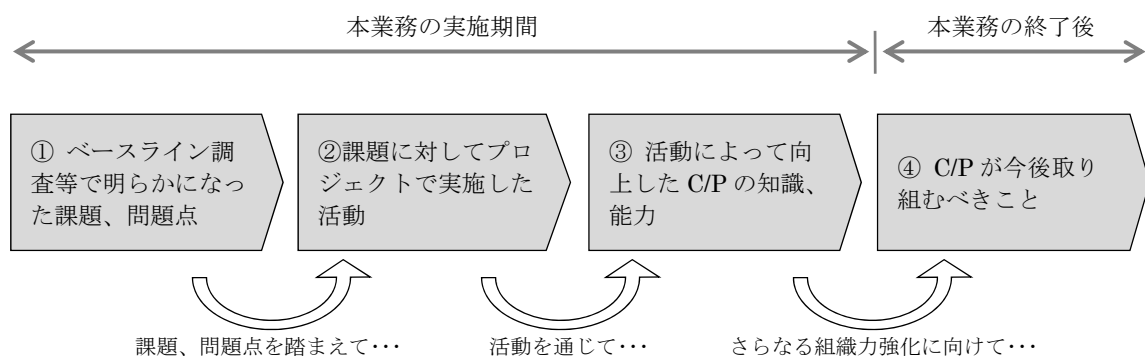 本業務の実施期間
本業務の終了後
① ベースライン調
査等で明らかになっ
た課題、問題点
②課題に対してプロ
ジェクトで実施した
活動
③ 活動によって向
上した C/P の知識、
能力
④ C/P が今後取り
組むべきこと
課題、問題点を踏まえて･･･
活動を通じて･･･
さらなる組織力強化に向けて･･･